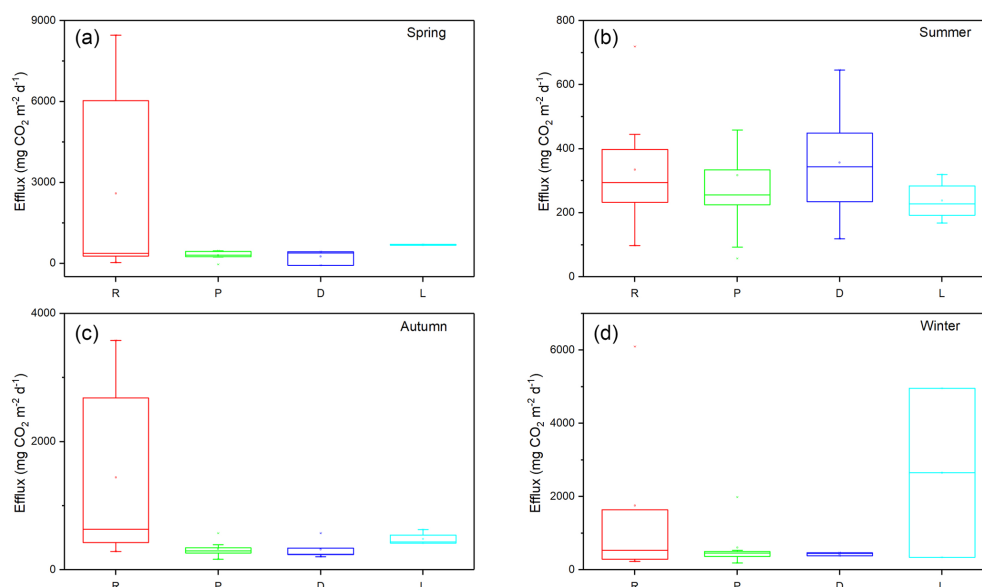 (a) Spring
Efflux (mg CO₂ m⁻² d⁻¹)
9000
6000
3000
0
R P D L
(b) Summer
Efflux (mg CO₂ m⁻² d⁻¹)
800
600
400
200
0
R P D L
(c) Autumn
Efflux (mg CO₂ m⁻² d⁻¹)
4000
2000
0
R P D L
(d) Winter
Efflux (mg CO₂ m⁻² d⁻¹)
6000
4000
2000
0
R P D L